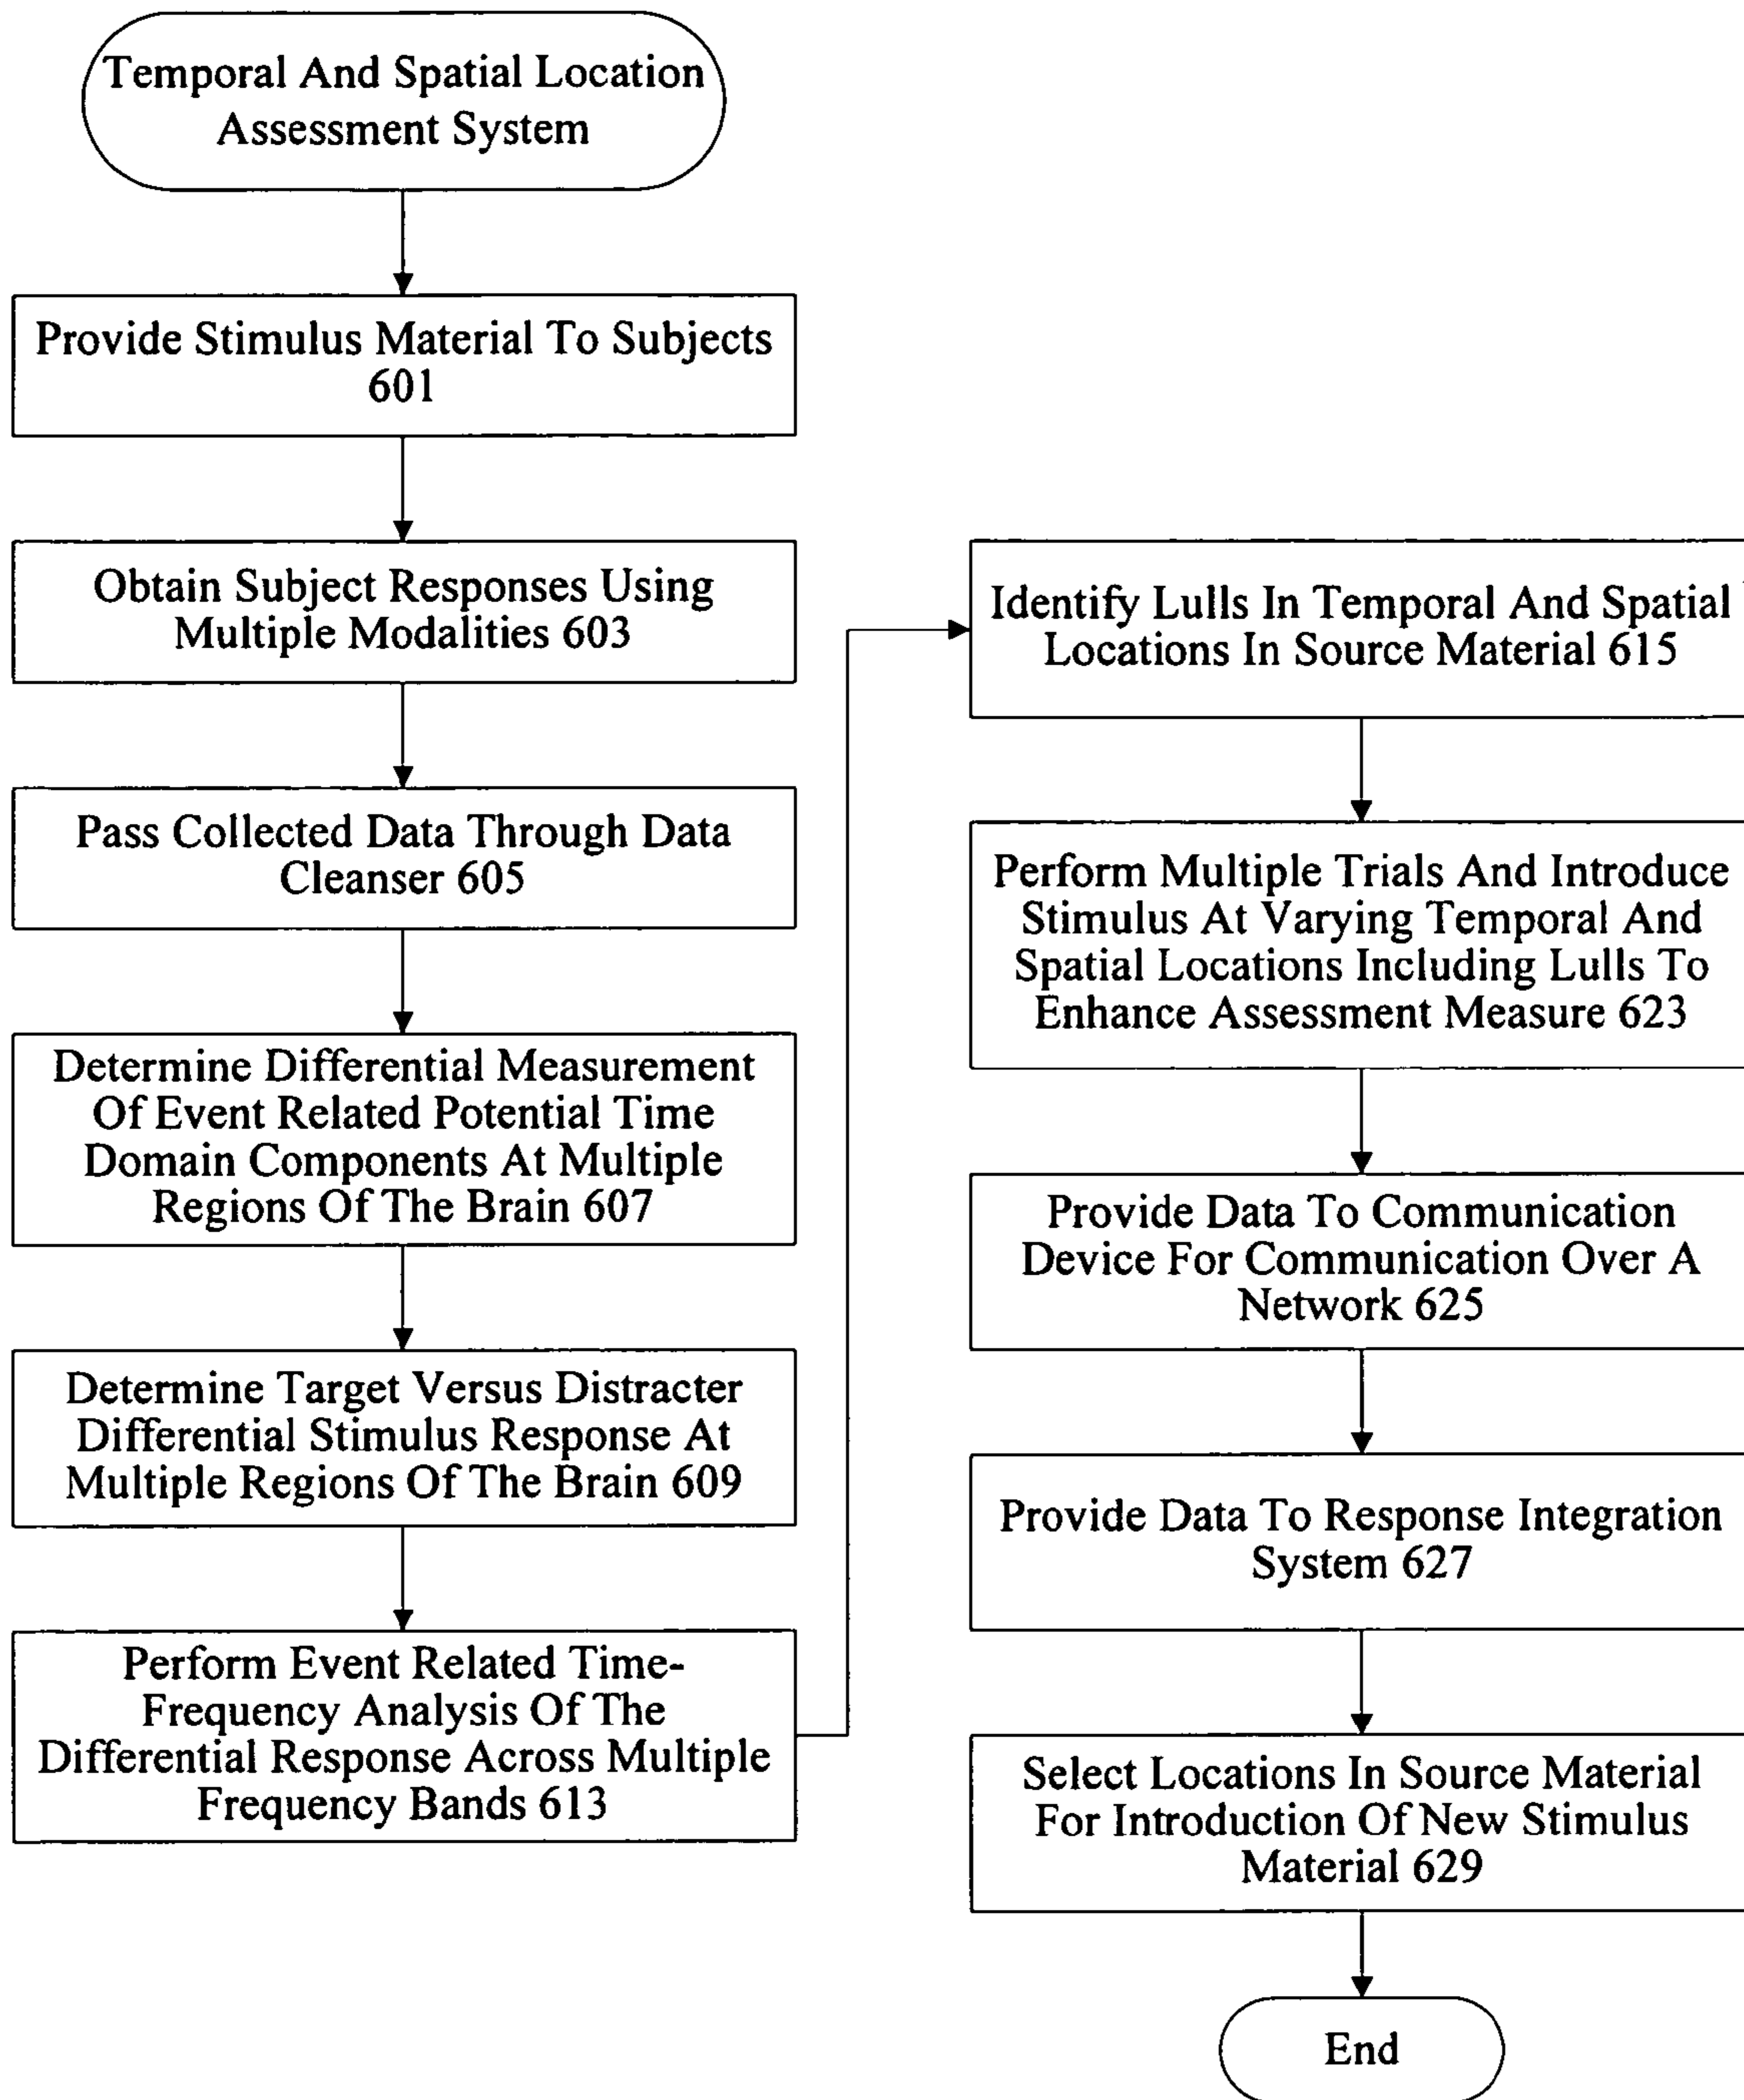 Temporal And Spatial Location
Assessment System
Provide Stimulus Material To Subjects
601
Obtain Subject Responses Using
Multiple Modalities 603
Pass Collected Data Through Data
Cleanser 605
Determine Differential Measurement
Of Event Related Potential Time
Domain Components At Multiple
Regions Of The Brain 607
Determine Target Versus Distracter
Differential Stimulus Response At
Multiple Regions Of The Brain 609
Perform Event Related Time-
Frequency Analysis Of The
Differential Response Across Multiple
Frequency Bands 613
Identify Lulls In Temporal And Spatial
Locations In Source Material 615
Perform Multiple Trials And Introduce
Stimulus At Varying Temporal And
Spatial Locations Including Lulls To
Enhance Assessment Measure 623
Provide Data To Communication
Device For Communication Over A
Network 625
Provide Data To Response Integration
System 627
Select Locations In Source Material
For Introduction Of New Stimulus
Material 629
End